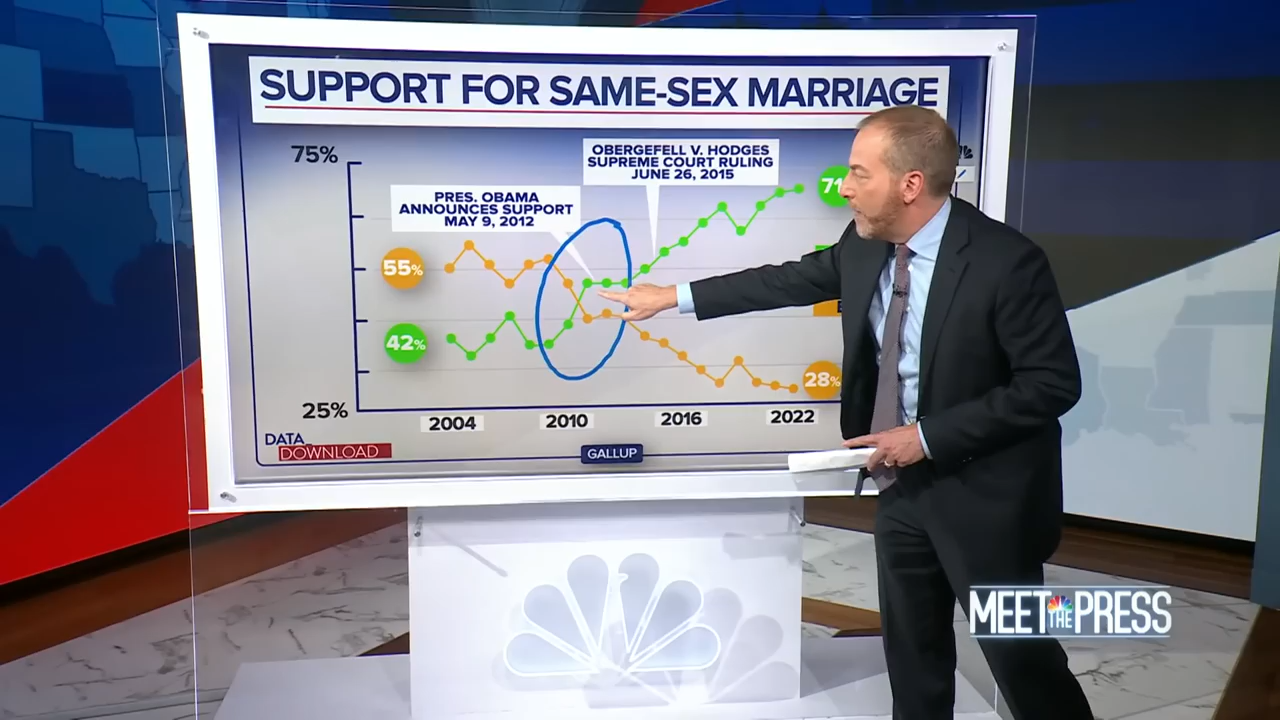 SUPPORT FOR SAME-SEX MARRIAGE
75%
OBERGEFELL V. HODGES
SUPREME COURT RULING
JUNE 26, 2015
PRES. OBAMA
ANNOUNCES SUPPORT
MAY 9, 2012
71
55%
42%
28%
25%
2004
2010
2016
2022
DATA
DOWNLOAD
GALLUP
MEET THE PRESS